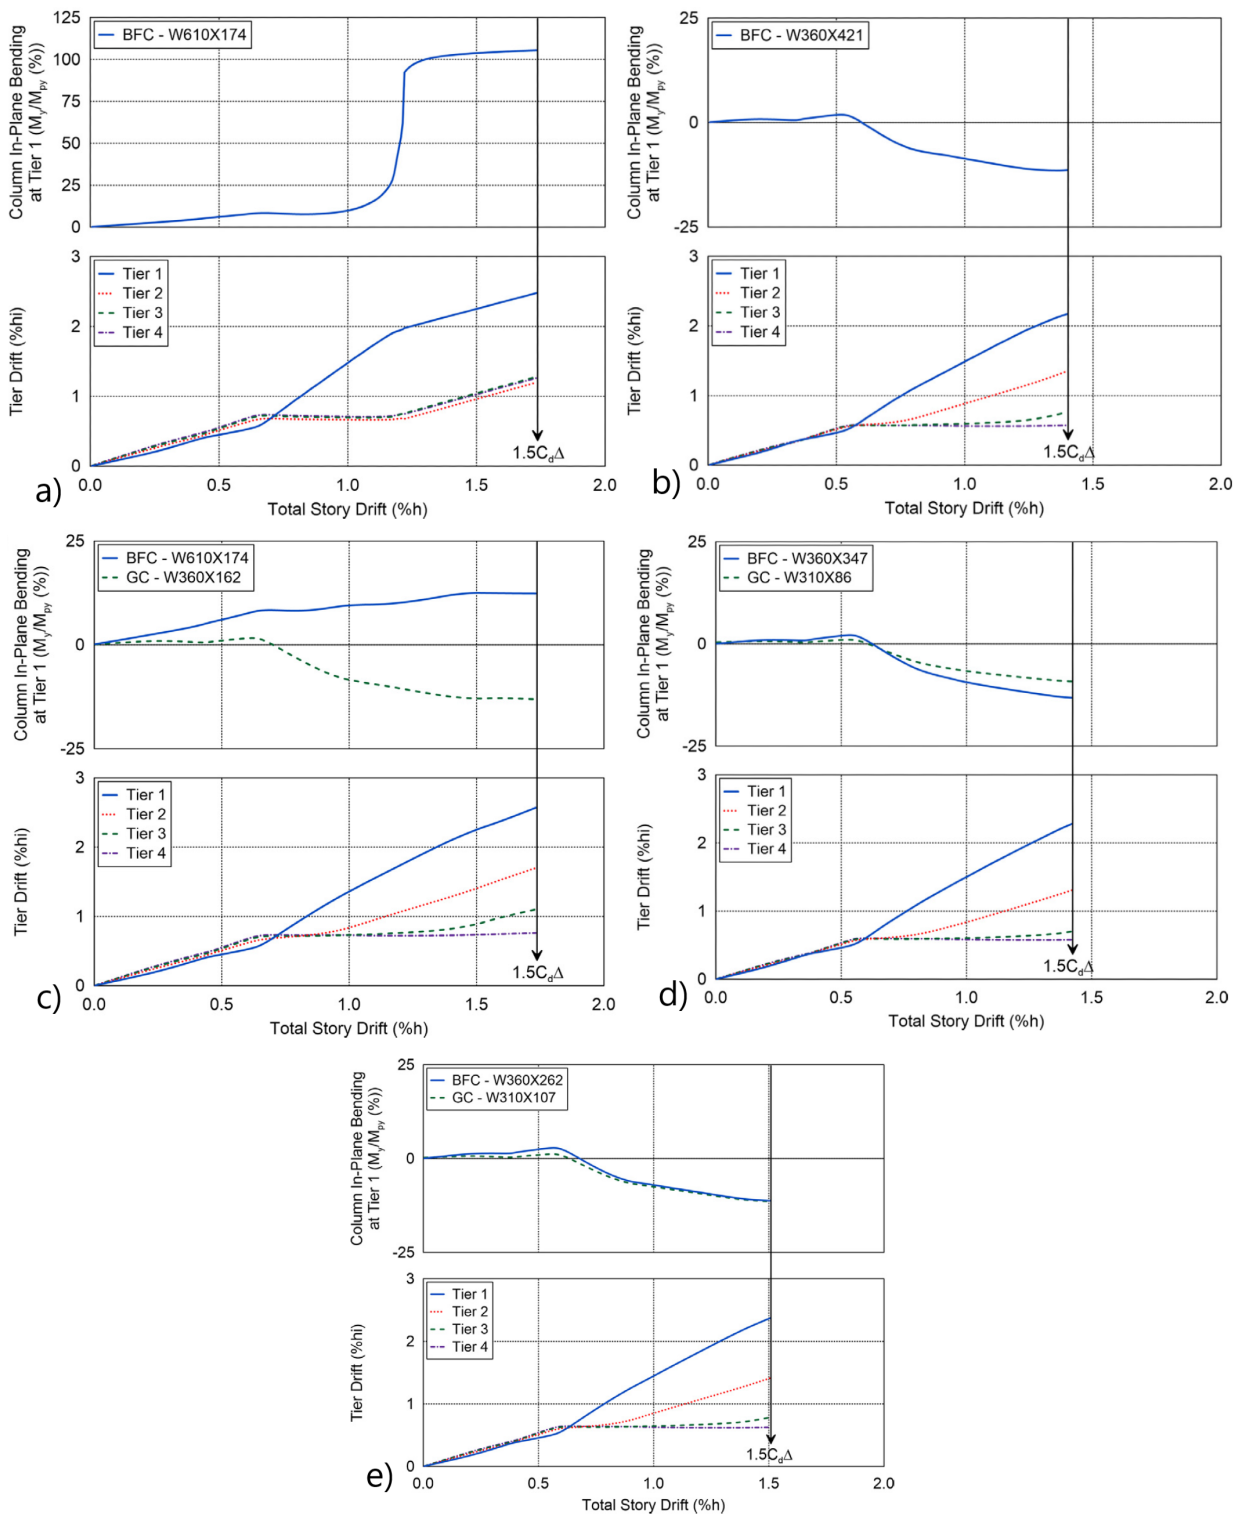 Column In-Plane Bending
at Tier 1 (My/Mpy (%))
125
100
75
50
25
0
BFC - W610X174
Tier Drift (%hi)
3
2
1
0
Tier 1
Tier 2
Tier 3
Tier 4
1.5CdΔ
0.0 0.5 1.0 1.5 2.0
Total Story Drift (%h)
a)
Column In-Plane Bending
at Tier 1 (My/Mpy (%))
25
0
-25
BFC - W360X421
Tier Drift (%hi)
3
2
1
0
Tier 1
Tier 2
Tier 3
Tier 4
1.5CdΔ
0.0 0.5 1.0 1.5 2.0
Total Story Drift (%h)
b)
Column In-Plane Bending
at Tier 1 (My/Mpy (%))
25
0
-25
BFC - W610X174
GC - W360X162
Tier Drift (%hi)
3
2
1
0
Tier 1
Tier 2
Tier 3
Tier 4
1.5CdΔ
0.0 0.5 1.0 1.5 2.0
Total Story Drift (%h)
c)
Column In-Plane Bending
at Tier 1 (My/Mpy (%))
25
0
-25
BFC - W360X347
GC - W310X86
Tier Drift (%hi)
3
2
1
0
Tier 1
Tier 2
Tier 3
Tier 4
1.5CdΔ
0.0 0.5 1.0 1.5 2.0
Total Story Drift (%h)
d)
Column In-Plane Bending
at Tier 1 (My/Mpy (%))
25
0
-25
BFC - W360X262
GC - W310X107
Tier Drift (%hi)
3
2
1
0
Tier 1
Tier 2
Tier 3
Tier 4
1.5CdΔ
0.0 0.5 1.0 1.5 2.0
Total Story Drift (%h)
e)